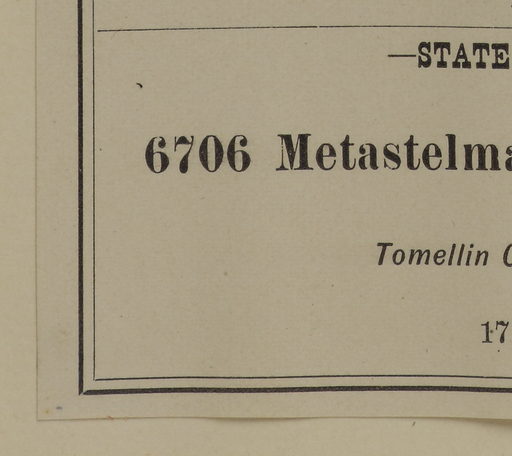 —STATE
6706 Metastelma
Tomellin C
17